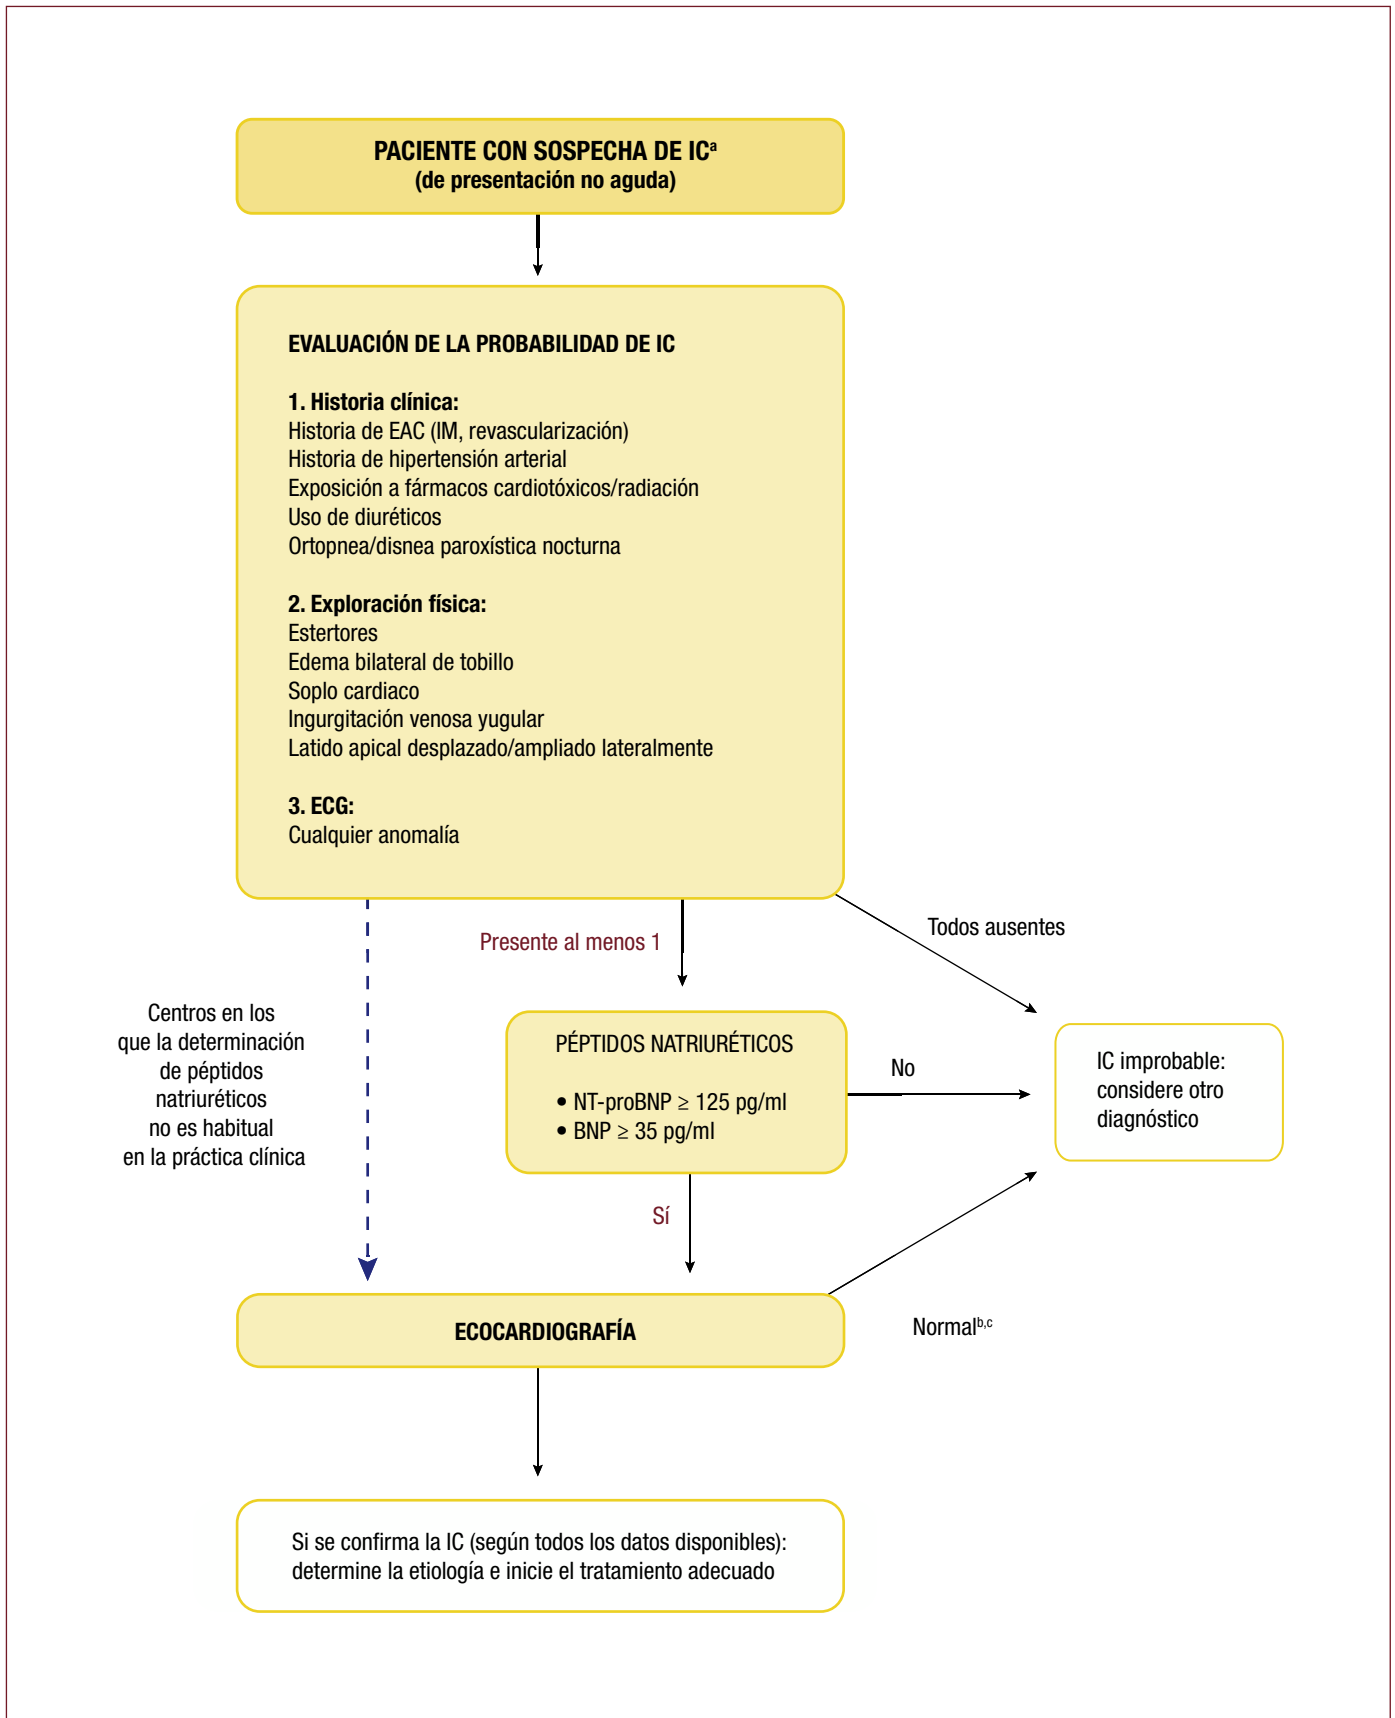 PACIENTE CON SOSPECHA DE ICᵃ
(de presentación no aguda)
EVALUACIÓN DE LA PROBABILIDAD DE IC
1. Historia clínica:
Historia de EAC (IM, revascularización)
Historia de hipertensión arterial
Exposición a fármacos cardiotóxicos/radiación
Uso de diuréticos
Ortopnea/disnea paroxística nocturna
2. Exploración física:
Estertores
Edema bilateral de tobillo
Soplo cardiaco
Ingurgitación venosa yugular
Latido apical desplazado/ampliado lateralmente
3. ECG:
Cualquier anomalía
Presente al menos 1
Todos ausentes
Centros en los
que la determinación
de péptidos
natriuréticos
no es habitual
en la práctica clínica
PÉPTIDOS NATRIURÉTICOS
• NT-proBNP ≥ 125 pg/ml
• BNP ≥ 35 pg/ml
No
IC improbable:
considere otro
diagnóstico
Sí
ECOCARDIOGRAFÍA
Normalᵇ,ᶜ
Si se confirma la IC (según todos los datos disponibles):
determine la etiología e inicie el tratamiento adecuado